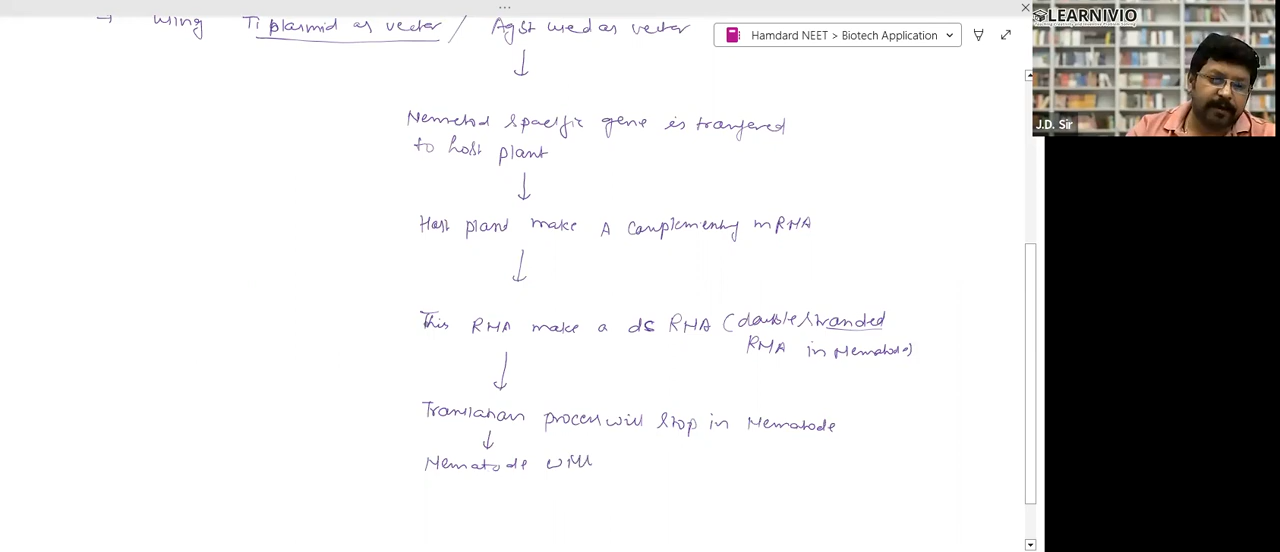 → using Ti plasmid as vector / Agst used as vector
Hamdard NEET > Biotech Application
LEARNIVIO
J.D. Sir
↓
Nemetod specific gene is transfered
to host plant
↓
Host plant make A complementry mRNA
↓
This RNA make a ds RNA (double stranded
RNA in Nematode)
↓
Translation process will stop in Nematode
↓
Nematode will